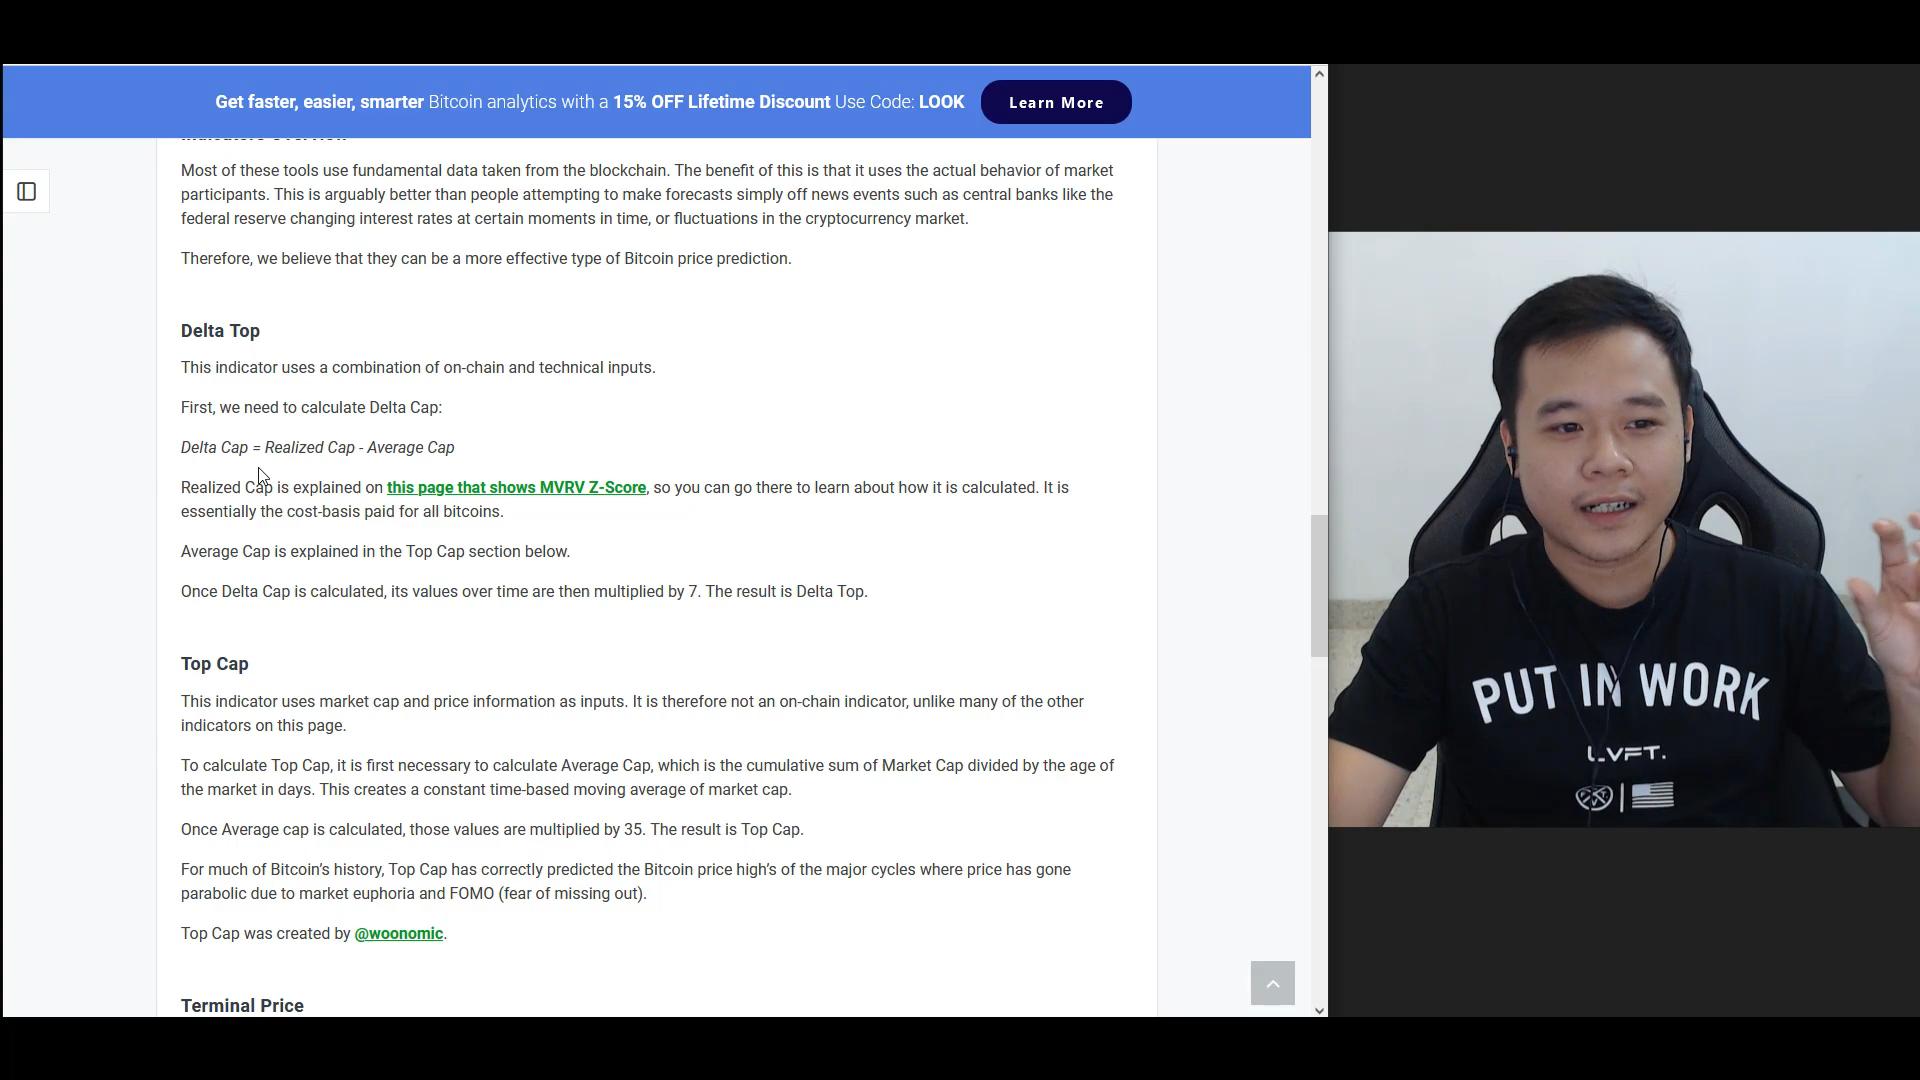 Get faster, easier, smarter Bitcoin analytics with a 15% OFF Lifetime Discount Use Code: LOOK
Learn More
Indicators Overview
Most of these tools use fundamental data taken from the blockchain. The benefit of this is that it uses the actual behavior of market
participants. This is arguably better than people attempting to make forecasts simply off news events such as central banks like the
federal reserve changing interest rates at certain moments in time, or fluctuations in the cryptocurrency market.
Therefore, we believe that they can be a more effective type of Bitcoin price prediction.
Delta Top
This indicator uses a combination of on-chain and technical inputs.
First, we need to calculate Delta Cap:
Delta Cap = Realized Cap - Average Cap
Realized Cap is explained on this page that shows MVRV Z-Score, so you can go there to learn about how it is calculated. It is
essentially the cost-basis paid for all bitcoins.
Average Cap is explained in the Top Cap section below.
Once Delta Cap is calculated, its values over time are then multiplied by 7. The result is Delta Top.
Top Cap
This indicator uses market cap and price information as inputs. It is therefore not an on-chain indicator, unlike many of the other
indicators on this page.
To calculate Top Cap, it is first necessary to calculate Average Cap, which is the cumulative sum of Market Cap divided by the age of
the market in days. This creates a constant time-based moving average of market cap.
Once Average cap is calculated, those values are multiplied by 35. The result is Top Cap.
For much of Bitcoin's history, Top Cap has correctly predicted the Bitcoin price high's of the major cycles where price has gone
parabolic due to market euphoria and FOMO (fear of missing out).
Top Cap was created by @woonomic.
Terminal Price
PUT IN WORK
LVFT.